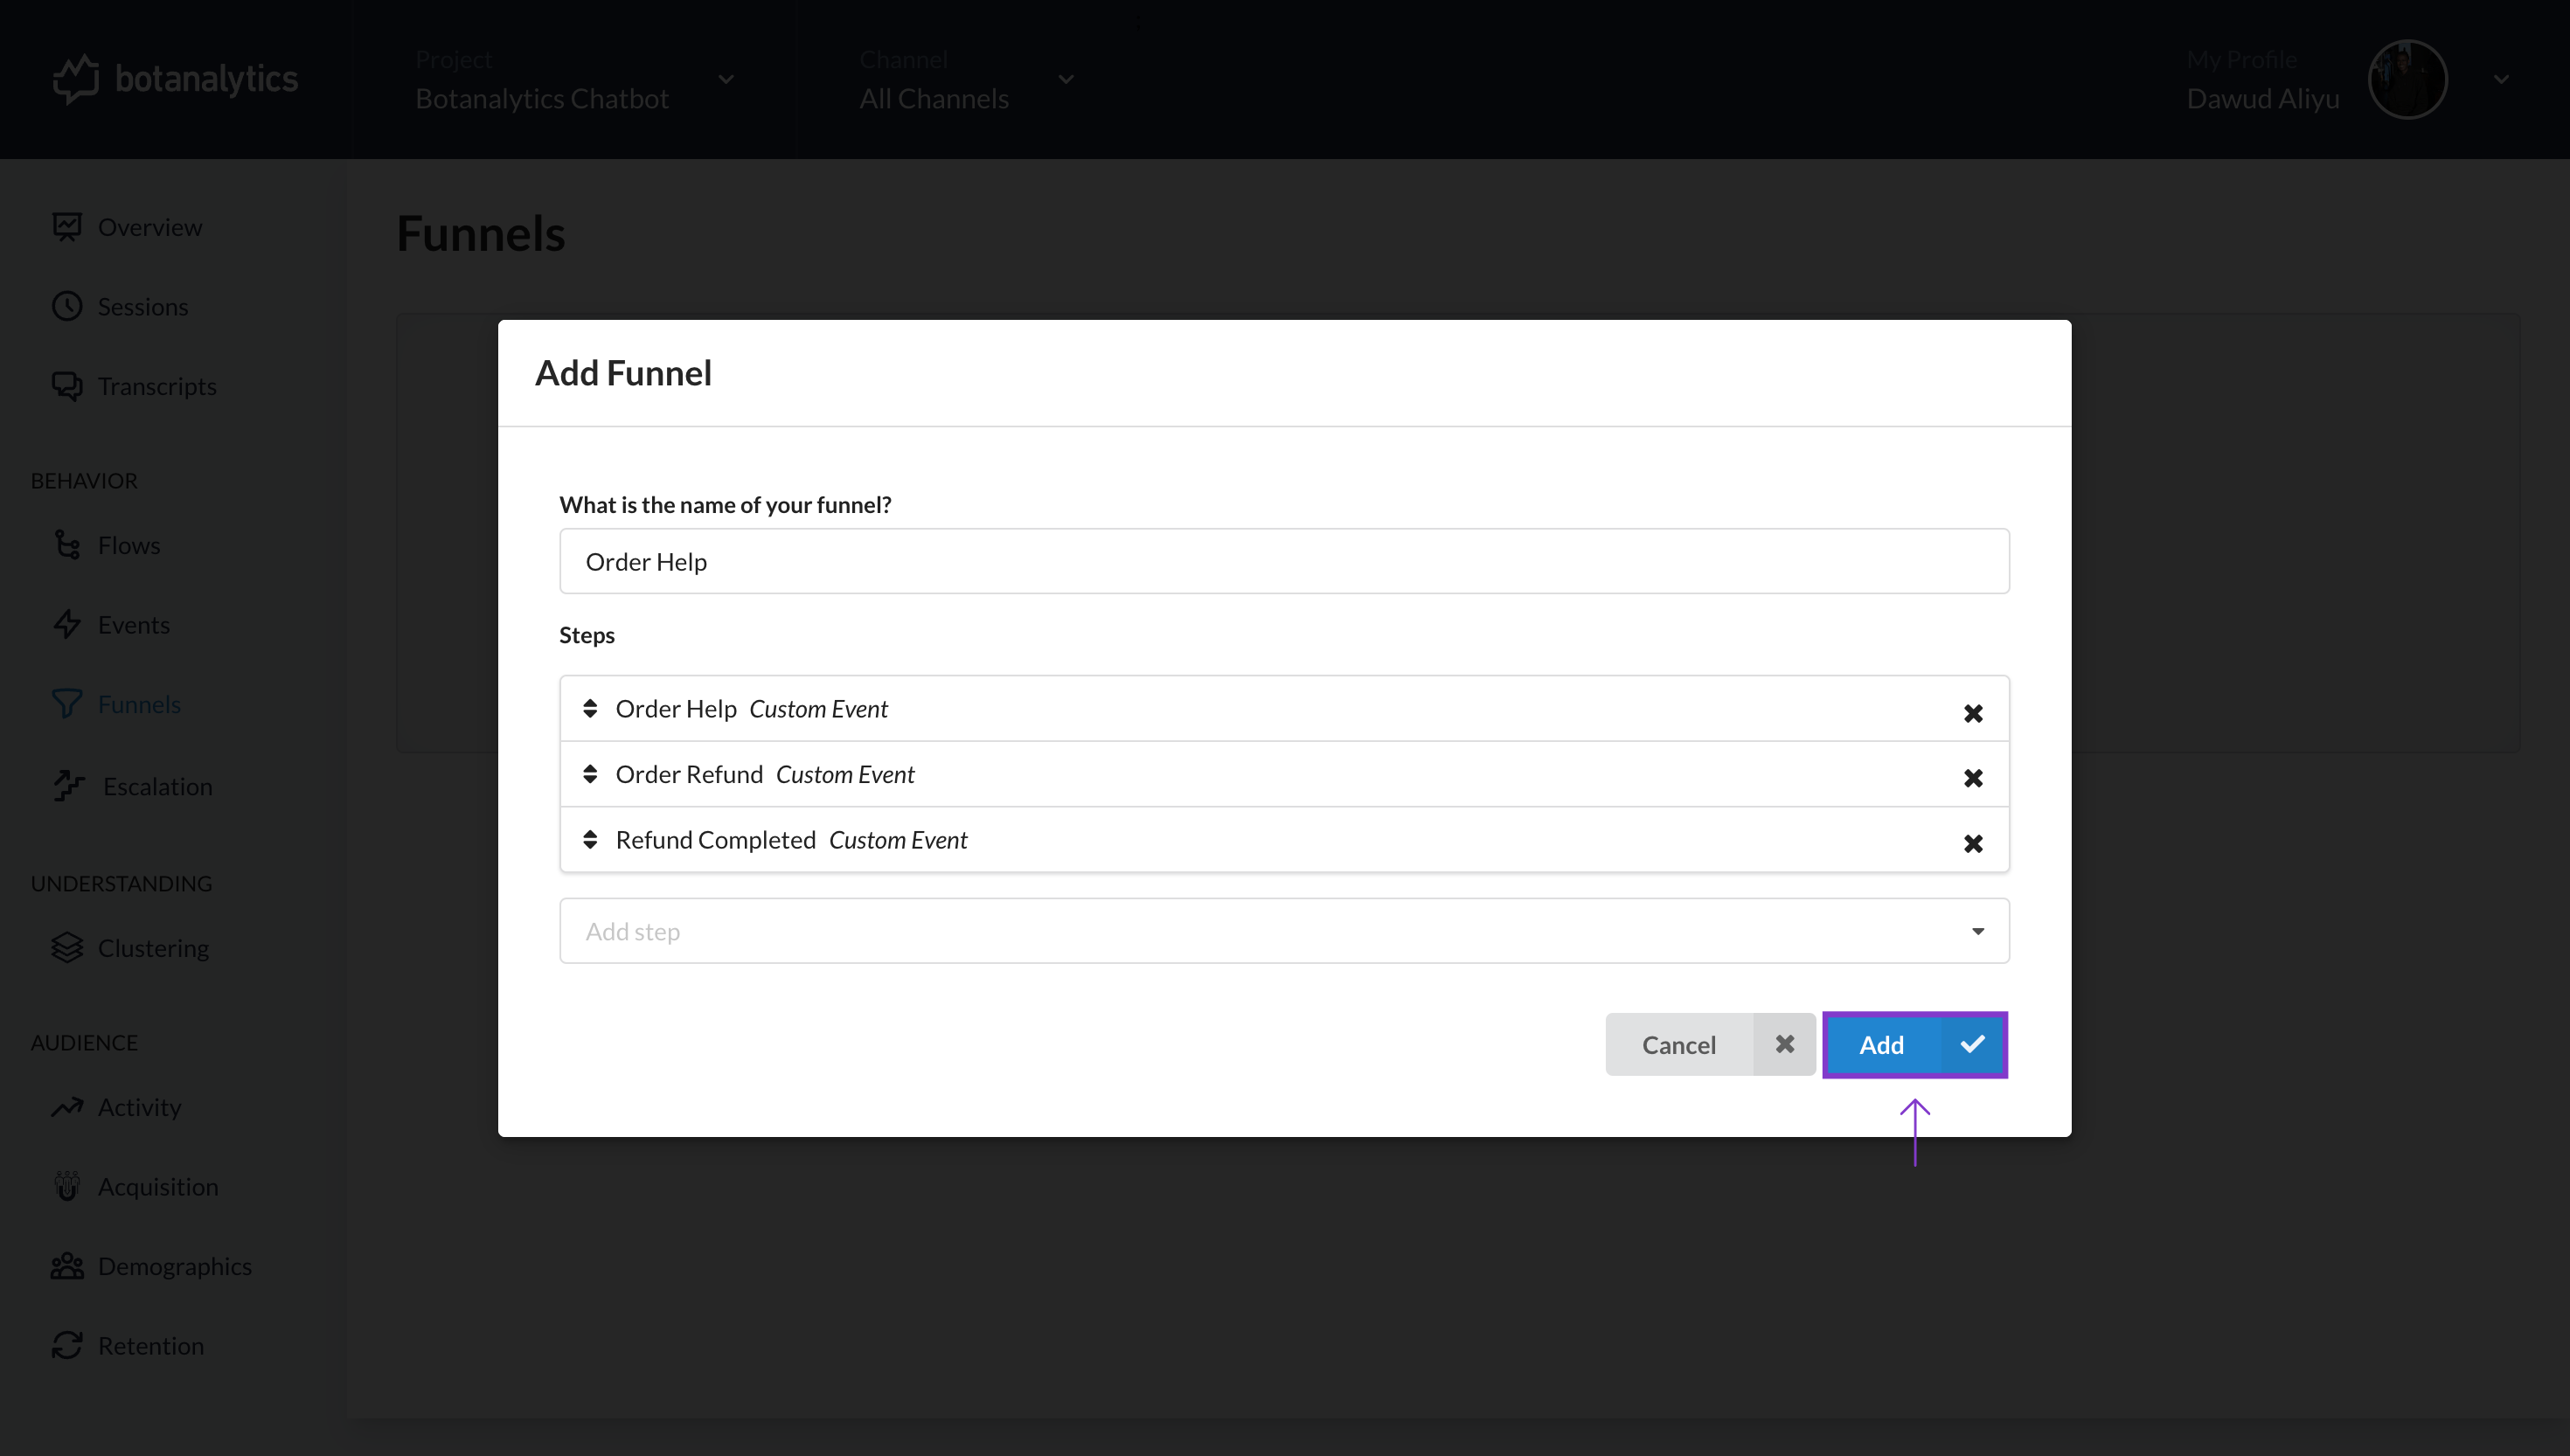 botanalytics
Project
Botanalytics Chatbot
Channel
All Channels
My Profile
Dawud Aliyu
Overview
Sessions
Transcripts
BEHAVIOR
Flows
Events
Funnels
Escalation
UNDERSTANDING
Clustering
AUDIENCE
Activity
Acquisition
Demographics
Retention
Funnels
Add Funnel
What is the name of your funnel?
Order Help
Steps
Order Help Custom Event
Order Refund Custom Event
Refund Completed Custom Event
Add step
Cancel
Add